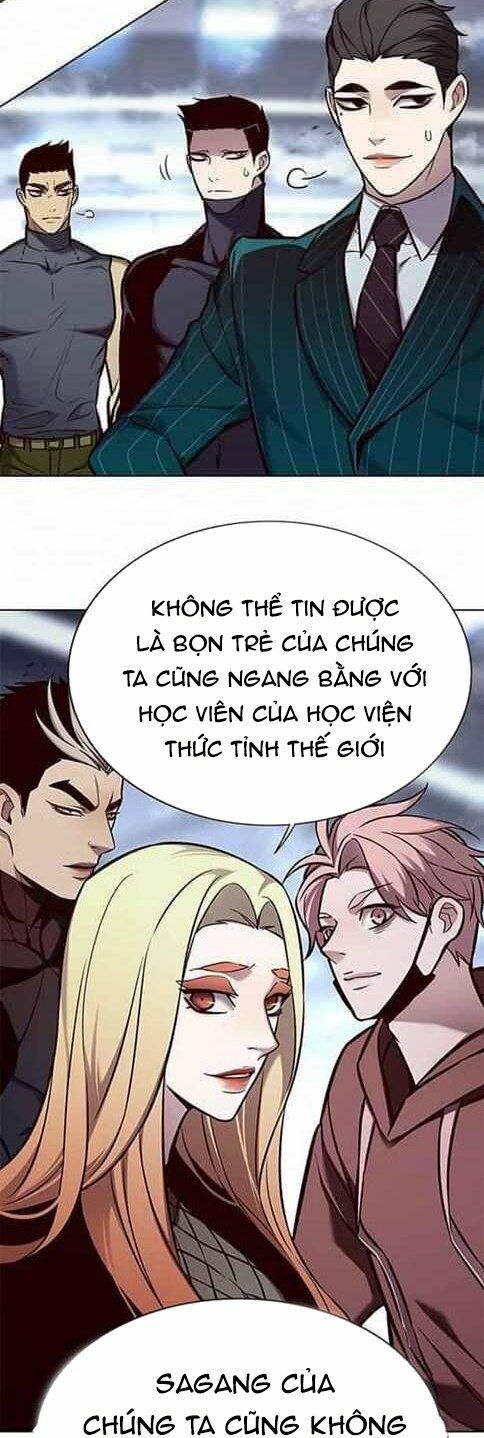 KHÔNG THỂ TIN ĐƯỢC
LÀ BỌN TRẺ CỦA CHÚNG
TA CŨNG NGANG BẰNG VỚI
HỌC VIÊN CỦA HỌC VIỆN
THỨC TỈNH THẾ GIỚI
SAGANG CỦA
CHÚNG TA CŨNG KHÔNG